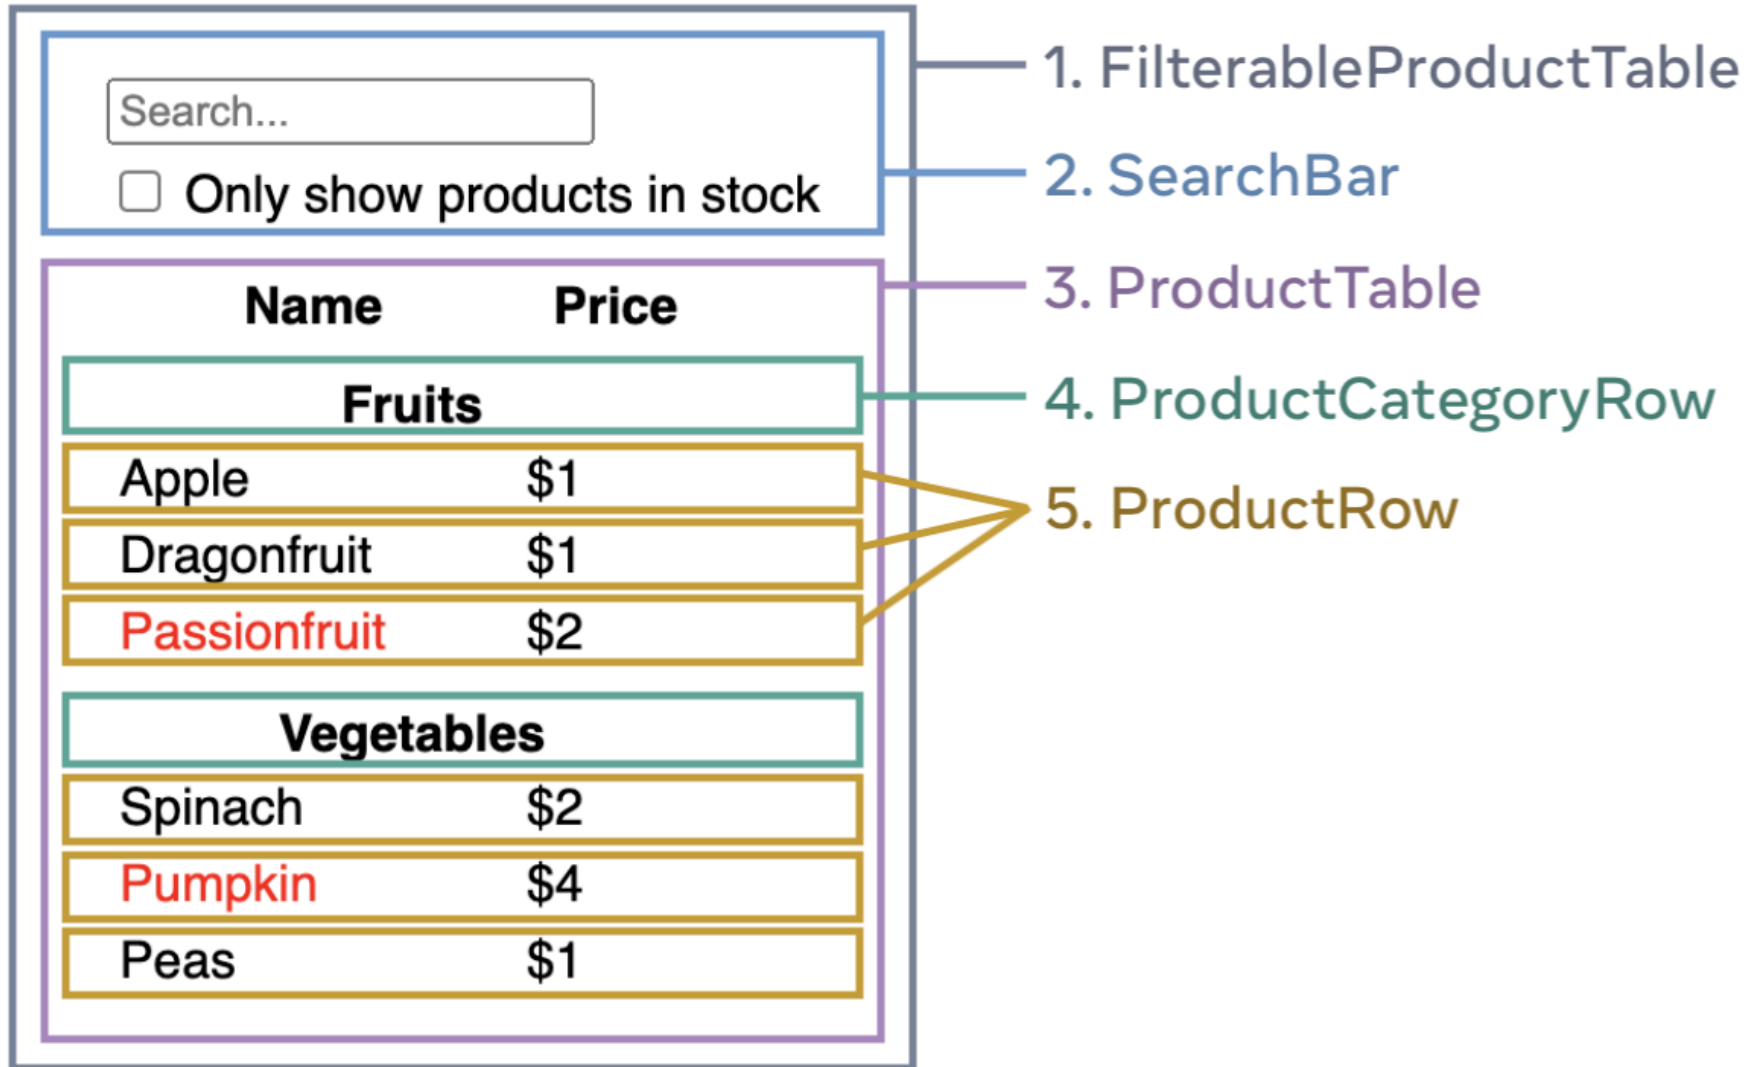 Search...
Only show products in stock
Name Price
Fruits
Apple $1
Dragonfruit $1
Passionfruit $2
Vegetables
Spinach $2
Pumpkin $4
Peas $1
1. FilterableProductTable
2. SearchBar
3. ProductTable
4. ProductCategoryRow
5. ProductRow